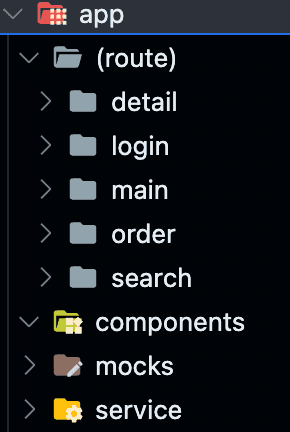 app
(route)
detail
login
main
order
search
components
mocks
service